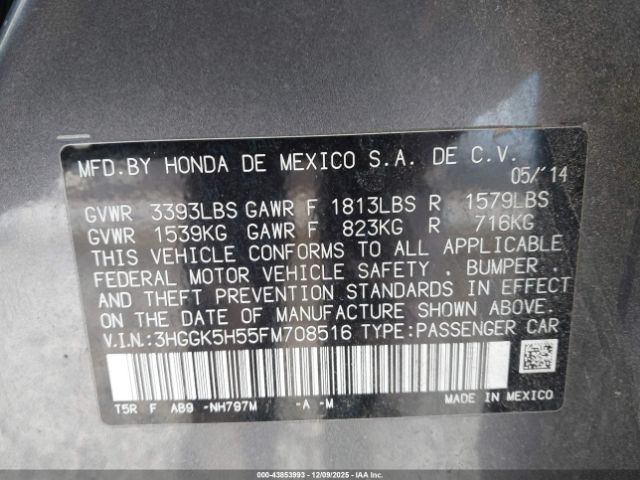 MFD.BY HONDA DE MEXICO S.A. DE C.V.
05/'14
GVWR 3393LBS GAWR F 1813LBS R 1579LBS
GVWR 1539KG GAWR F 823KG R 716KG
THIS VEHICLE CONFORMS TO ALL APPLICABLE
FEDERAL MOTOR VEHICLE SAFETY , BUMPER ,
AND THEFT PREVENTION STANDARDS IN EFFECT
ON THE DATE OF MANUFACTURE SHOWN ABOVE.
V.I.N.:3HGGK5H55FM708516 TYPE:PASSENGER CAR
T5R F AB9 -NH797M -A -M
MADE IN MEXICO
000-43853993 | 12/09/2025 | IAAI.COM